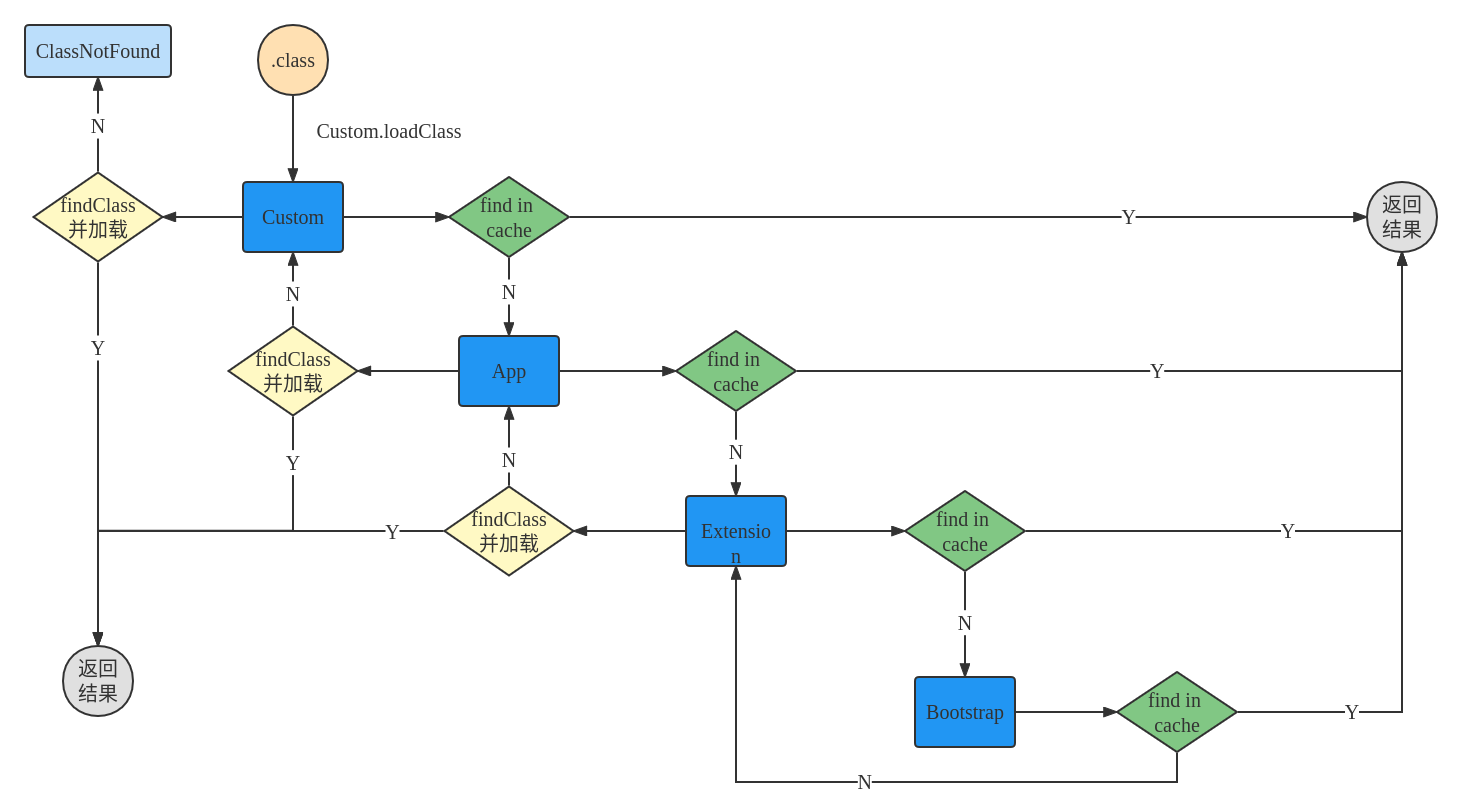 ClassNotFound
.class
N
Custom.loadClass
findClass
并加载
Custom
find in
cache
Y
返回
结果
N
N
Y
findClass
并加载
App
find in
cache
Y
Y
N
N
Y
findClass
并加载
Extensio
n
find in
cache
Y
N
返回
结果
Bootstrap
find in
cache
Y
N